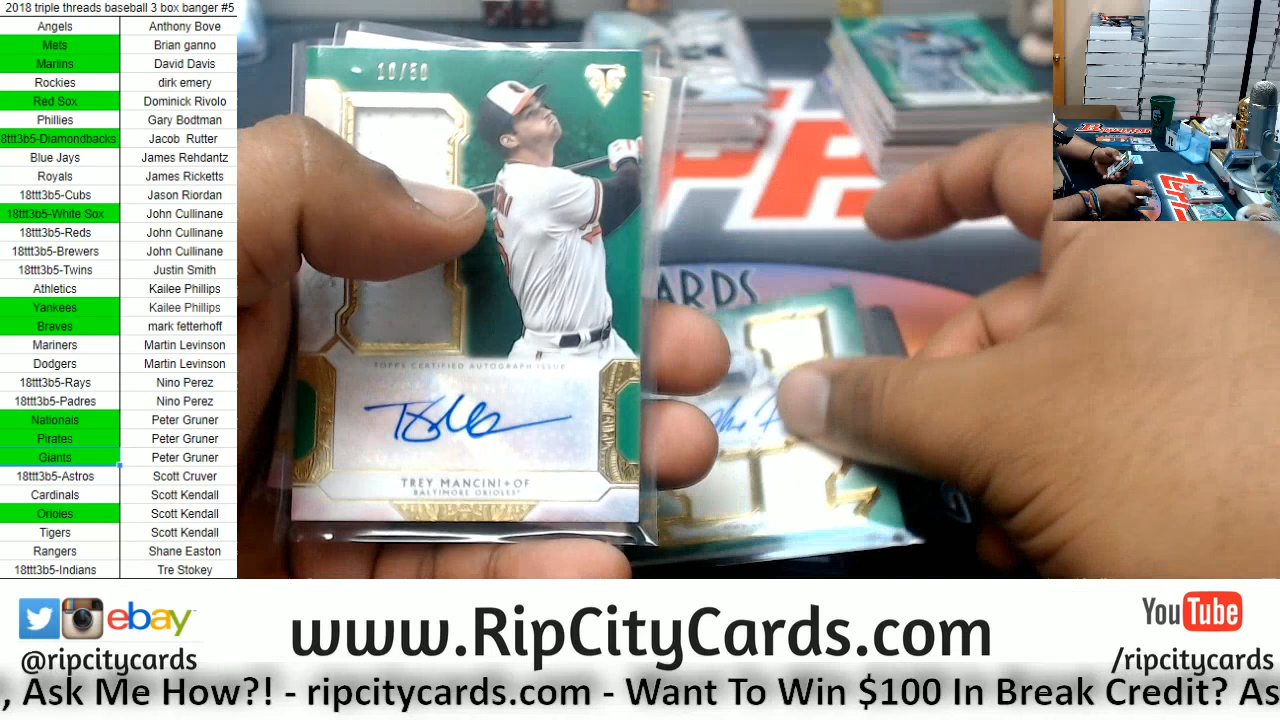 2018 triple threads baseball 3 box banger #5
Angels Anthony Bove
Mets Brian ganno
Marlins David Davis
Rockies dirk emery
Red Sox Dominick Rivolo
Phillies Gary Bodtman
8ttt3b5-Diamondbacks Jacob Rutter
Blue Jays James Rehdantz
Royals James Ricketts
18ttt3b5-Cubs Jason Riordan
18ttt3b5-White Sox John Cullinane
18ttt3b5-Reds John Cullinane
18ttt3b5-Brewers John Cullinane
18ttt3b5-Twins Justin Smith
Athletics Kailee Phillips
Yankees Kailee Phillips
Braves mark fetterhoff
Mariners Martin Levinson
Dodgers Martin Levinson
18ttt3b5-Rays Nino Perez
18ttt3b5-Padres Nino Perez
Nationals Peter Gruner
Pirates Peter Gruner
Giants Peter Gruner
18ttt3b5-Astros Scott Cruver
Cardinals Scott Kendall
Orioles Scott Kendall
Tigers Scott Kendall
Rangers Shane Easton
18ttt3b5-Indians Tre Stokey
10/50
TOPPS CERTIFIED AUTOGRAPH ISSUE
TREY MANCINI • OF
BALTIMORE ORIOLES
ARDS
ebay
@ripcitycards
www.RipCityCards.com
YouTube
/ripcitycards
, Ask Me How?! - ripcitycards.com - Want To Win $100 In Break Credit? As